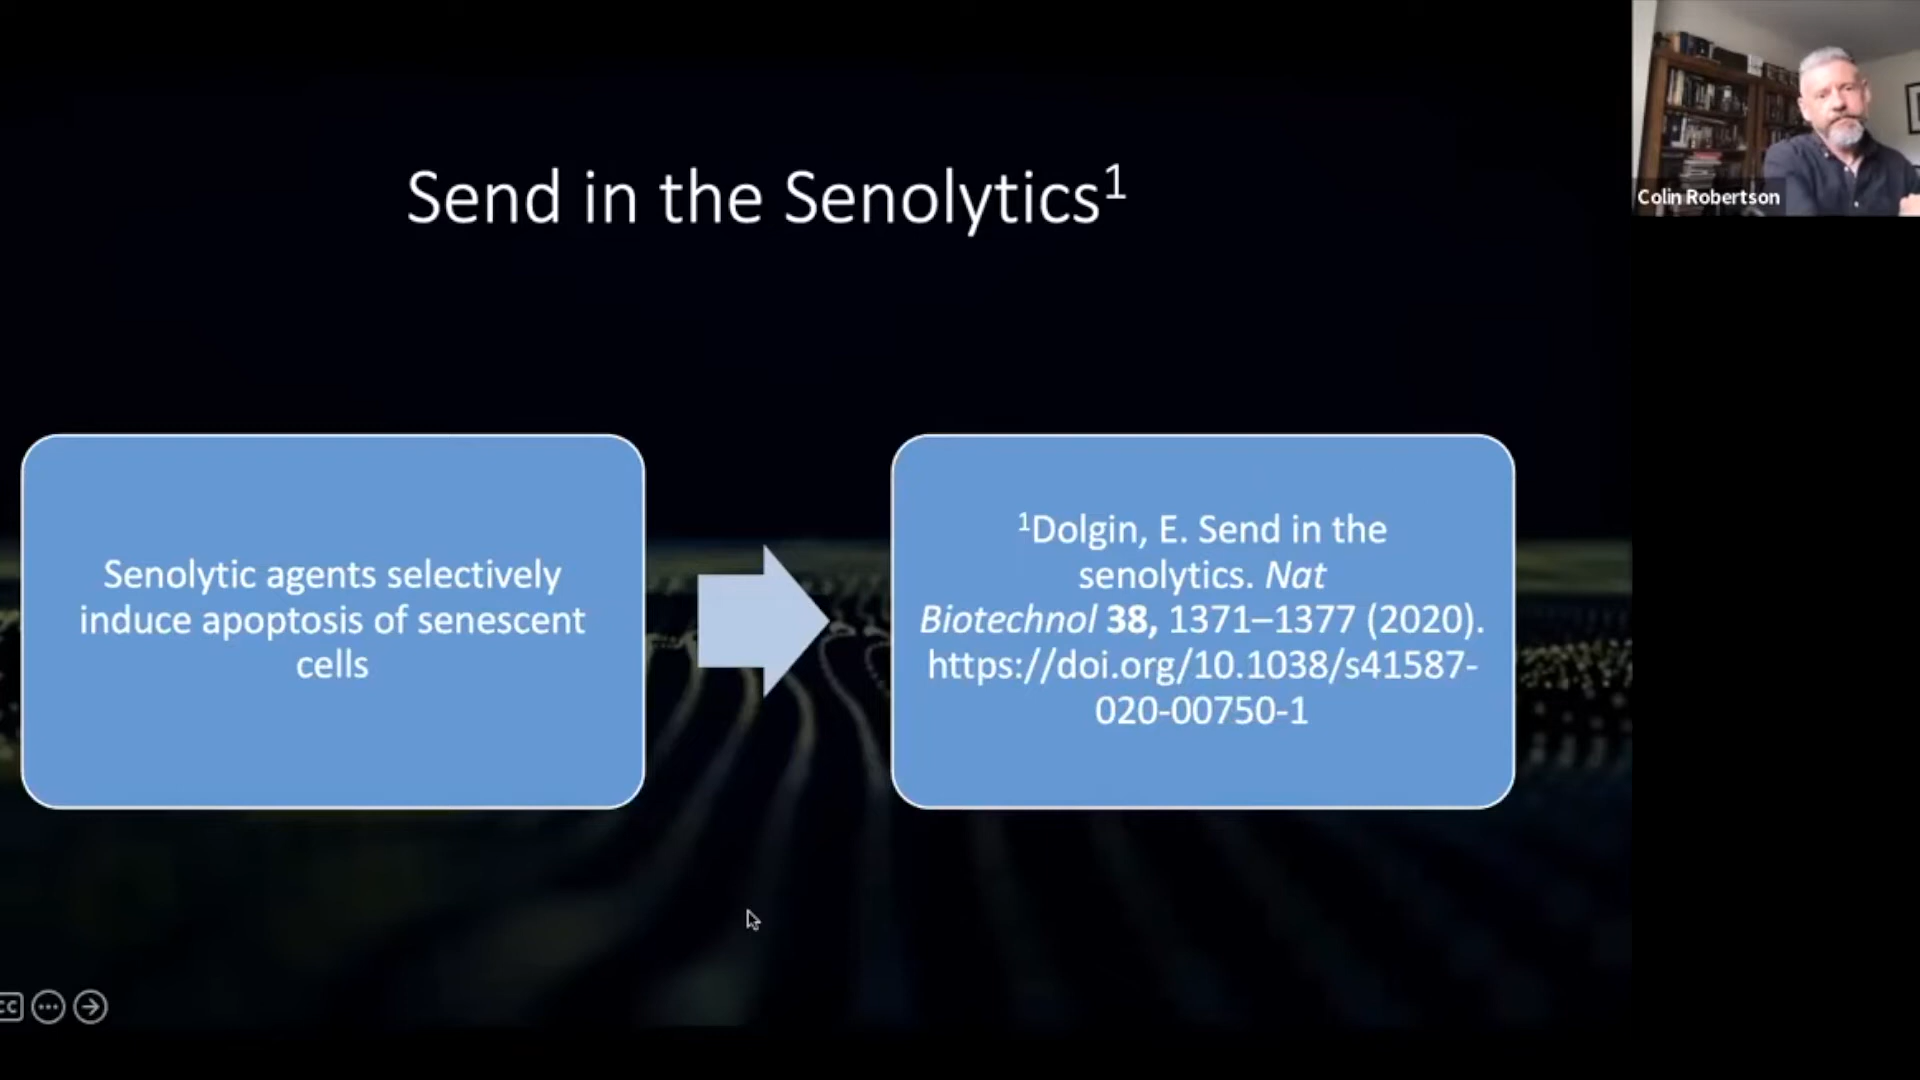 Send in the Senolytics¹
Colin Robertson
Senolytic agents selectively
induce apoptosis of senescent
cells
¹Dolgin, E. Send in the
senolytics. Nat
Biotechnol 38, 1371–1377 (2020).
https://doi.org/10.1038/s41587-
020-00750-1
CC